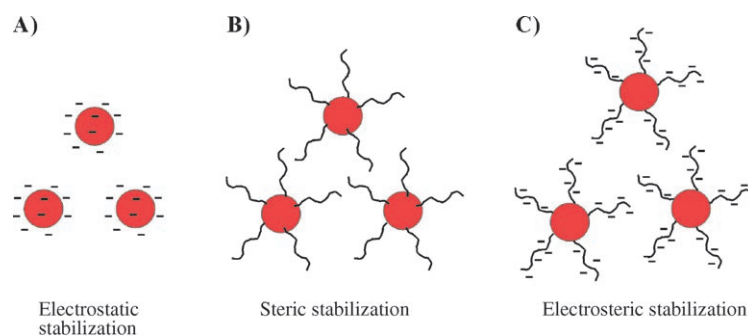 A)
B)
C)
Electrostatic
stabilization
Steric stabilization
Electrosteric stabilization